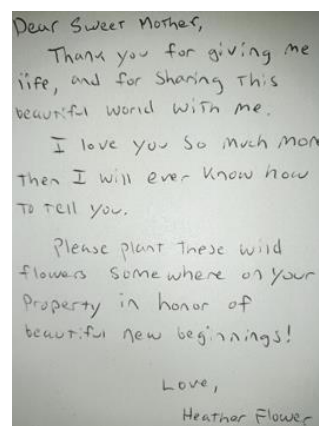 Dear Sweet Mother,
Thank you for giving me
life, and for Sharing This
beautiful world with me.
I love you so much mom
Then I will ever know how
To Tell you.
Please plant These wild
flowers somewhere on your
Property in honor of
beautiful new beginnings!
Love,
Heather Flower